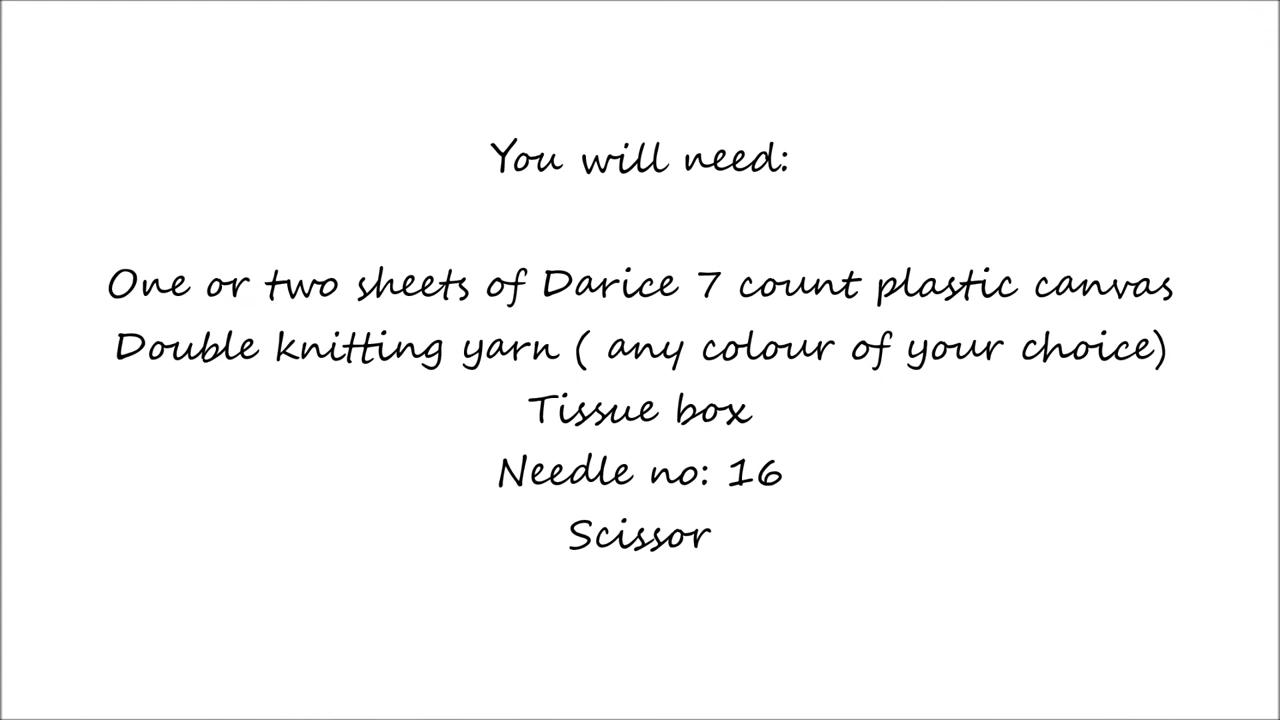 You will need:
One or two sheets of Darice 7 count plastic canvas
Double knitting yarn ( any colour of your choice)
Tissue box
Needle no: 16
Scissor